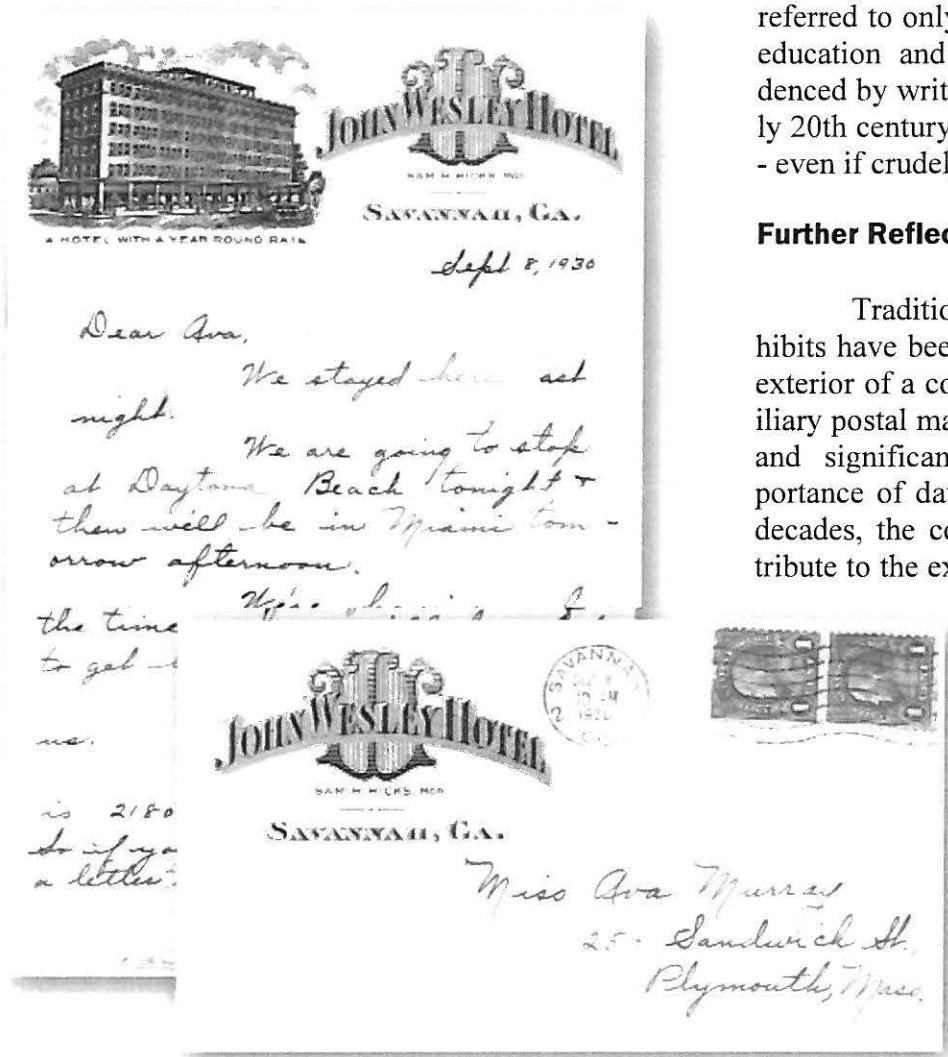 JOHN WESLEY HOTEL
SAM H. HICKS, MGR.
SAVANNAH, GA.
A HOTEL WITH A YEAR ROUND RATE
Sept 8, 1930
Dear Ava,
We stayed here ast
night.
We are going to stop
at Daytona Beach tonight &
then will be in Miami tom-
orrow afternoon.
the time
to get
us.
is 2180
So if yo
a letter
JOHN WESLEY HOTEL
SAM H. HICKS, MGR.
SAVANNAH, GA.
SAVANNA
2
Miss Ava Murray
25 Sandwich St.
Plymouth, Mass.
referred to only
education and
denced by writ
ly 20th century
- even if crudel
Further Reflec
Traditio
hibits have bee
exterior of a co
iliary postal ma
and significan
portance of da
decades, the co
tribute to the ex